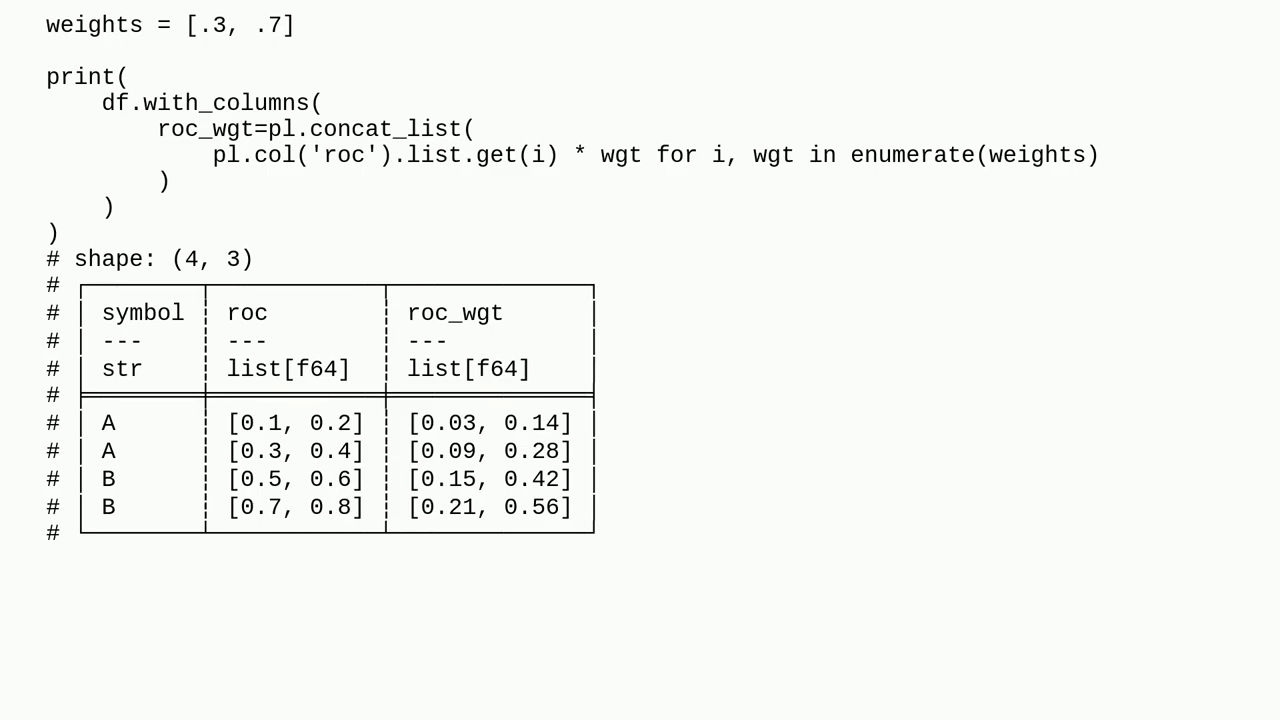 weights = [.3, .7]

print(
    df.with_columns(
        roc_wgt=pl.concat_list(
            pl.col('roc').list.get(i) * wgt for i, wgt in enumerate(weights)
        )
    )
)
# shape: (4, 3)
# ┌────────┬────────────┬──────────────┐
# │ symbol ┆ roc        ┆ roc_wgt      │
# │ ---    ┆ ---        ┆ ---          │
# │ str    ┆ list[f64]  ┆ list[f64]    │
# ╞════════╪════════════╪══════════════╡
# │ A      ┆ [0.1, 0.2] ┆ [0.03, 0.14] │
# │ A      ┆ [0.3, 0.4] ┆ [0.09, 0.28] │
# │ B      ┆ [0.5, 0.6] ┆ [0.15, 0.42] │
# │ B      ┆ [0.7, 0.8] ┆ [0.21, 0.56] │
# └────────┴────────────┴──────────────┘